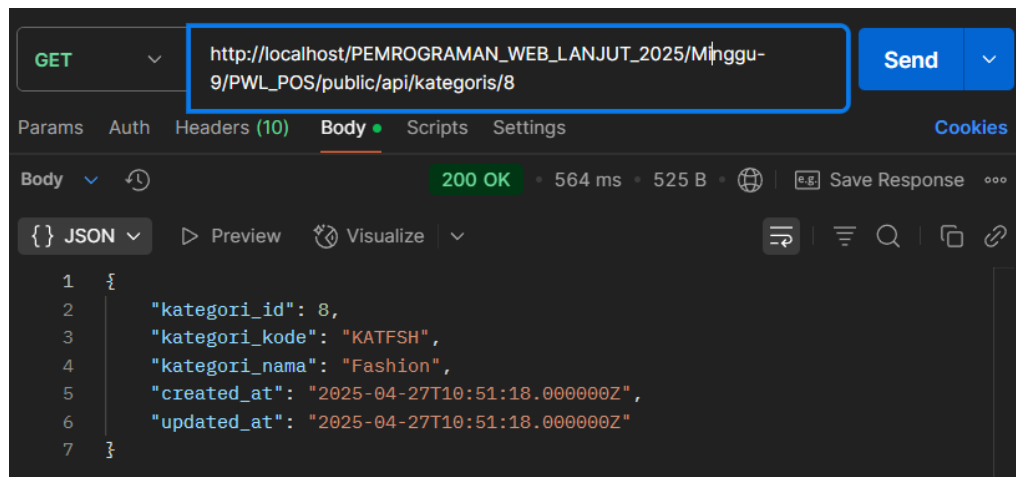 GET
http://localhost/PEMROGRAMAN_WEB_LANJUT_2025/Minggu-
9/PWL_POS/public/api/kategoris/8
Send
Params Auth Headers (10) Body Scripts Settings Cookies
Body 200 OK • 564 ms • 525 B • e.g. Save Response
{} JSON Preview Visualize
1 {
2 "kategori_id": 8,
3 "kategori_kode": "KATFSH",
4 "kategori_nama": "Fashion",
5 "created_at": "2025-04-27T10:51:18.000000Z",
6 "updated_at": "2025-04-27T10:51:18.000000Z"
7 }